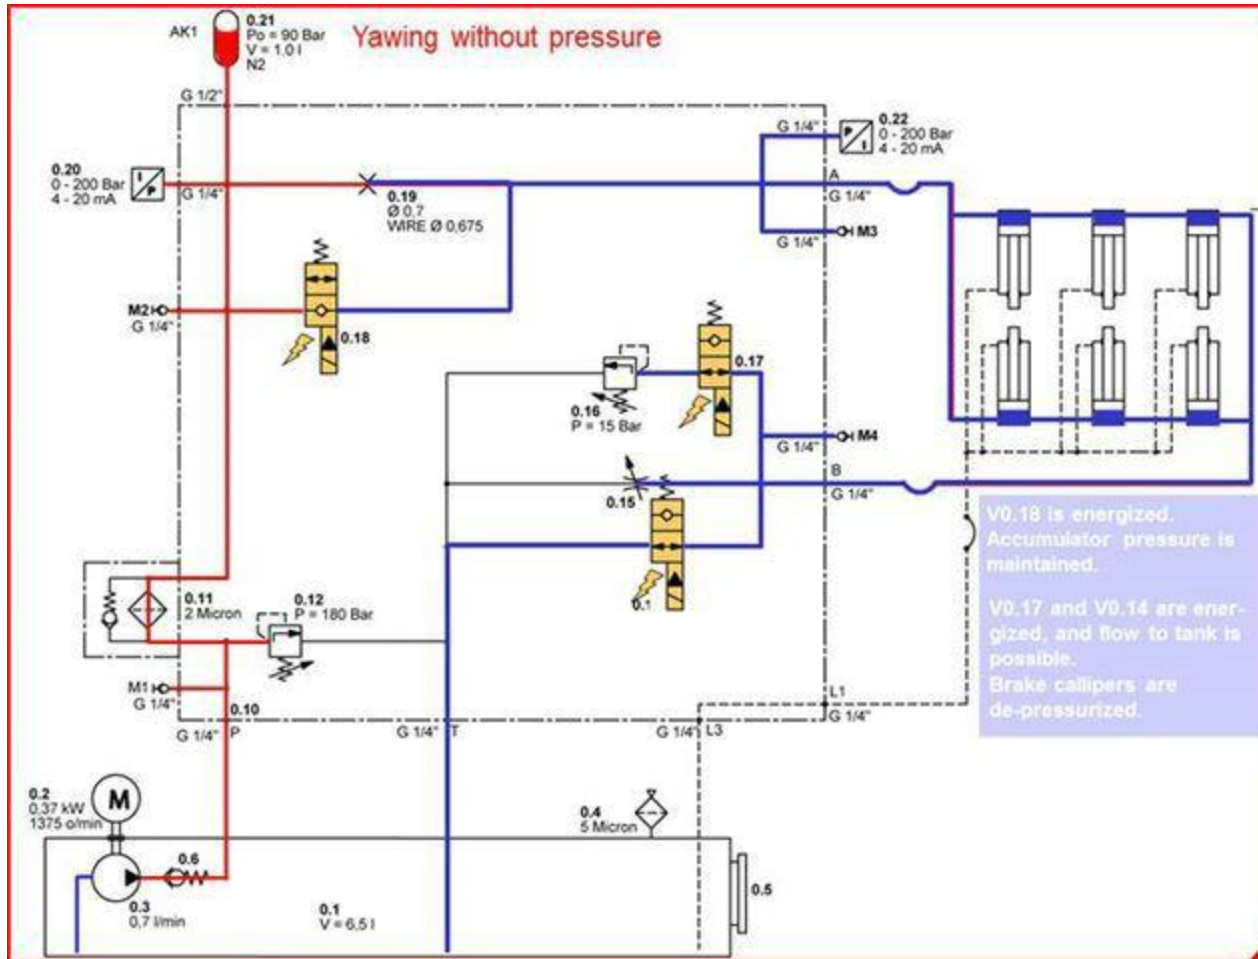 Yawing without pressure
AK1
0.21
Po = 90 Bar
V = 1.0 l
N2
G 1/2"
0.20
0 - 200 Bar
4 - 20 mA
I
P
G 1/4"
0.19
Ø 0,7
WIRE Ø 0,675
G 1/4"
P
I
0.22
0 - 200 Bar
4 - 20 mA
A
G 1/4"
G 1/4"
M3
M2
G 1/4"
0.18
0.17
0.16
P = 15 Bar
G 1/4"
M4
B
G 1/4"
0.15
0.1
V0.18 is energized.
Accumulator pressure is
maintained.
V0.17 and V0.14 are ener-
gized, and flow to tank is
possible.
Brake callipers are
de-pressurized.
0.11
2 Micron
0.12
P = 180 Bar
M1
G 1/4"
0.10
G 1/4"
P
G 1/4"
T
G 1/4"
L3
L1
G 1/4"
0.2
0,37 kW
1375 o/min
M
0.6
0.3
0,7 l/min
0.1
V = 6,5 l
0.4
5 Micron
0.5